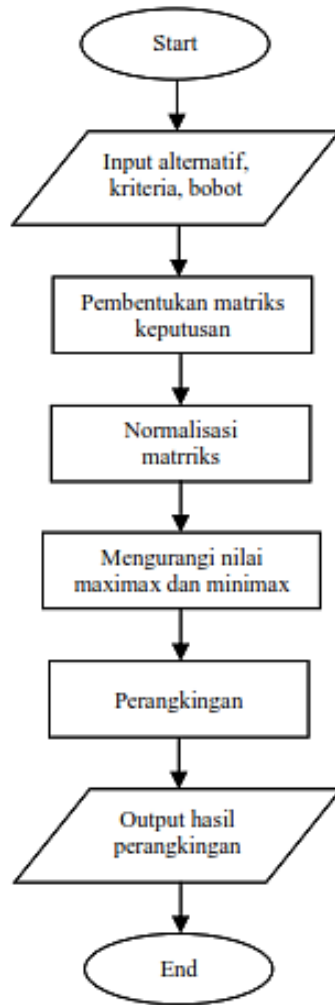 Start
Input alternatif,
kriteria, bobot
Pembentukan matriks
keputusan
Normalisasi
matrriks
Mengurangi nilai
maximax dan minimax
Perangkingan
Output hasil
perangkingan
End